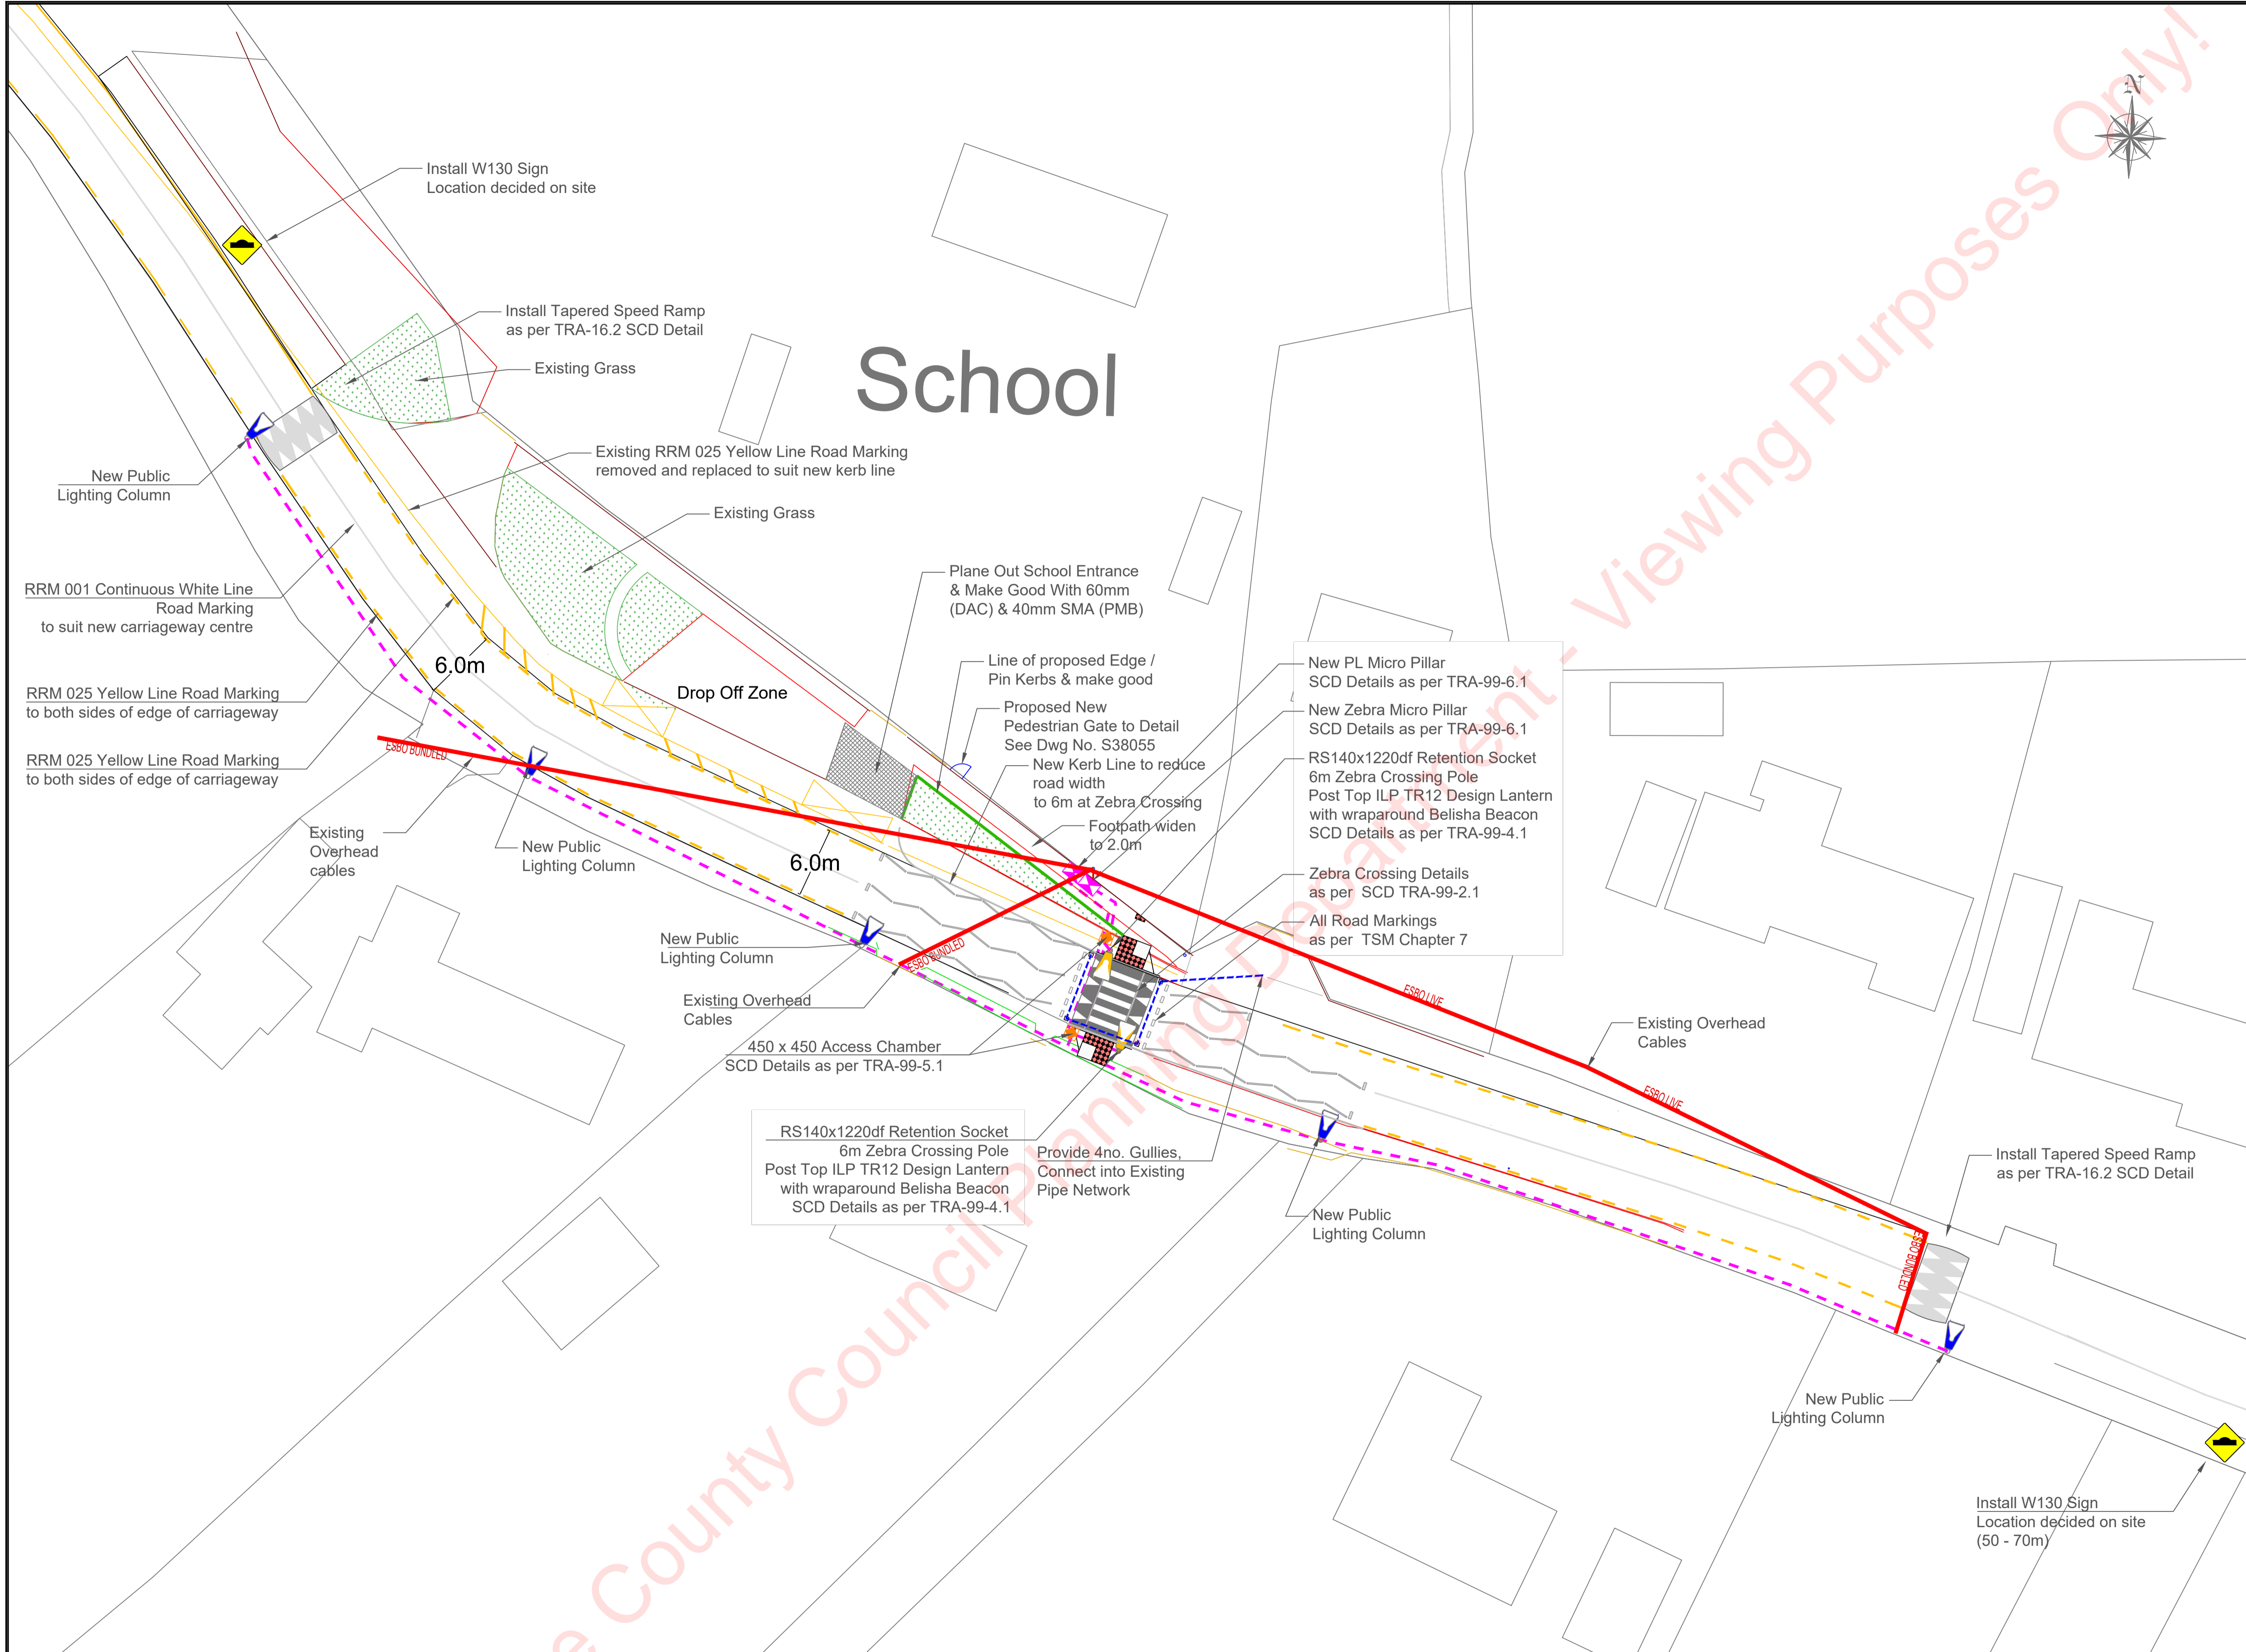 N
Install W130 Sign
Location decided on site
Install Tapered Speed Ramp
as per TRA-16.2 SCD Detail
Existing Grass
School
Existing RRM 025 Yellow Line Road Marking
removed and replaced to suit new kerb line
New Public
Lighting Column
Existing Grass
Plane Out School Entrance
& Make Good With 60mm
(DAC) & 40mm SMA (PMB)
RRM 001 Continuous White Line
Road Marking
to suit new carriageway centre
6.0m
Line of proposed Edge /
Pin Kerbs & make good
Drop Off Zone
RRM 025 Yellow Line Road Marking
to both sides of edge of carriageway
Proposed New
Pedestrian Gate to Detail
See Dwg No. S38055
New Kerb Line to reduce
road width
to 6m at Zebra Crossing
RRM 025 Yellow Line Road Marking
to both sides of edge of carriageway
ESBO BUNDLED
Footpath widen
to 2.0m
New PL Micro Pillar
SCD Details as per TRA-99-6.1
New Zebra Micro Pillar
SCD Details as per TRA-99-6.1
RS140x1220df Retention Socket
6m Zebra Crossing Pole
Post Top ILP TR12 Design Lantern
with wraparound Belisha Beacon
SCD Details as per TRA-99-4.1
Zebra Crossing Details
as per SCD TRA-99-2.1
All Road Markings
as per TSM Chapter 7
Existing
Overhead
cables
New Public
Lighting Column
6.0m
New Public
Lighting Column
ESBO BUNDLED
Existing Overhead
Cables
ESBO LIVE
Existing Overhead
Cables
ESBO LIVE
450 x 450 Access Chamber
SCD Details as per TRA-99-5.1
RS140x1220df Retention Socket
6m Zebra Crossing Pole
Post Top ILP TR12 Design Lantern
with wraparound Belisha Beacon
SCD Details as per TRA-99-4.1
Provide 4no. Gullies,
Connect into Existing
Pipe Network
New Public
Lighting Column
Install Tapered Speed Ramp
as per TRA-16.2 SCD Detail
ESBO BUNDLED
New Public
Lighting Column
Install W130 Sign
Location decided on site
(50 - 70m)
County Council Planning Department - Viewing Purposes Only!